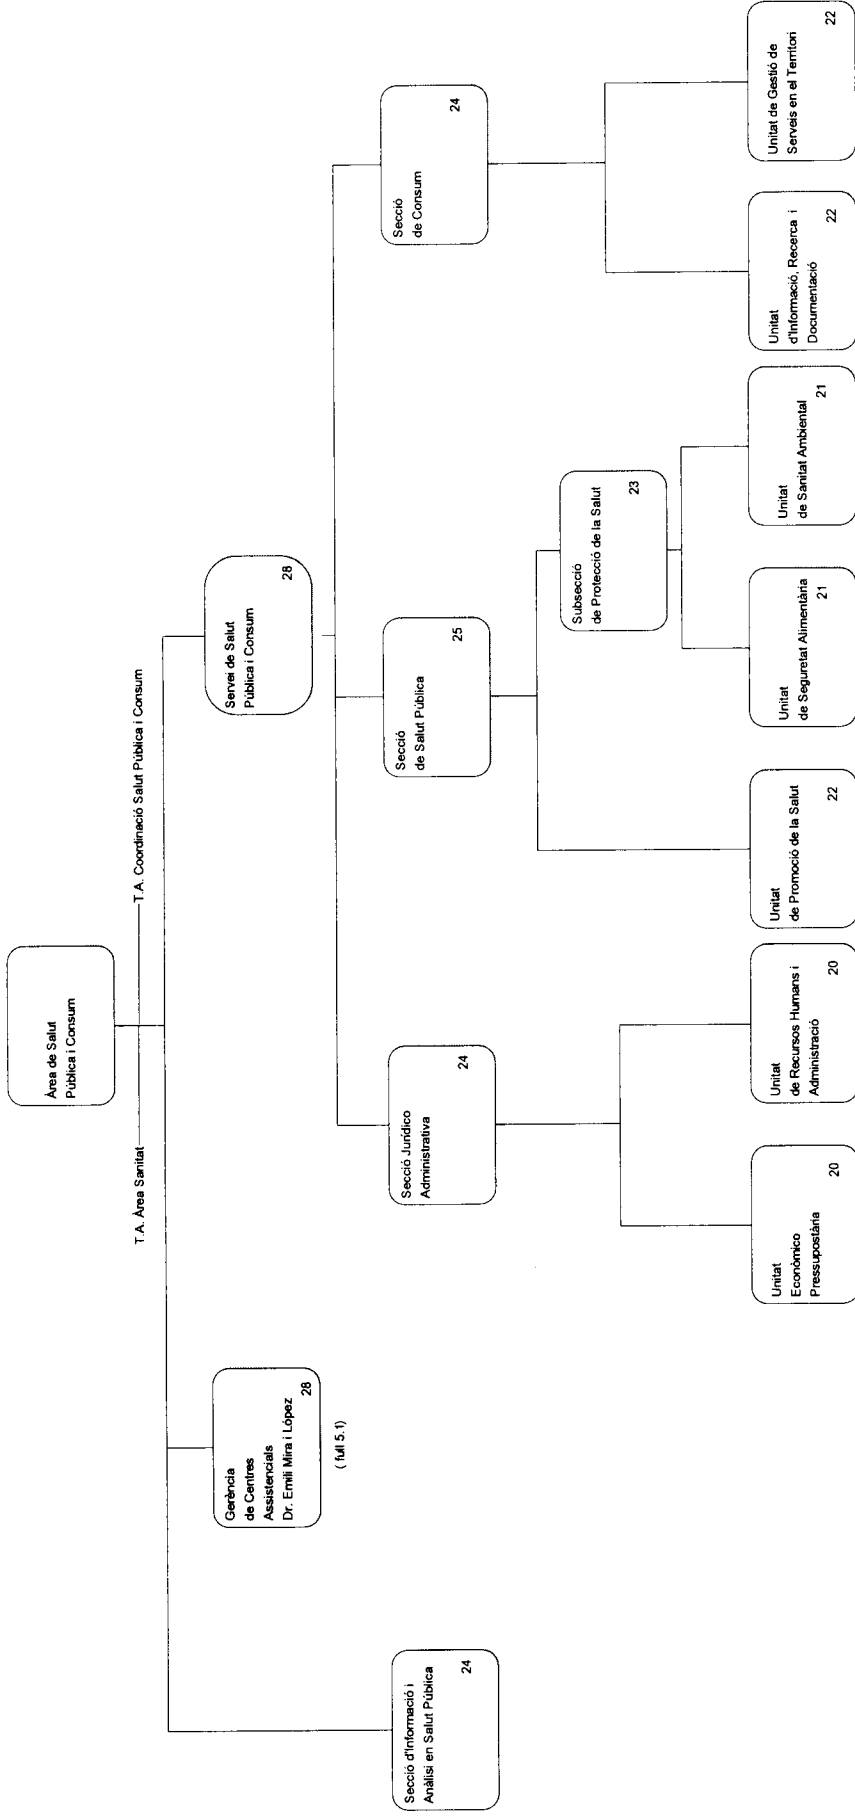 Àrea de Salut
Pública i Consum
T.A. Àrea Sanitat
T.A. Coordinació Salut Pública i Consum
Secció d'Informació i
Anàlisi en Salut Pública
24
Gerència
de Centres
Assistencials
Dr. Emili Mira i López
28
( full 5.1)
Servei de Salut
Pública i Consum
28
Secció Jurídico
Administrativa
24
Secció
de Salut Pública
25
Secció
de Consum
24
Subsecció
de Protecció de la Salut
23
Unitat
Econòmico
Pressupostària
20
Unitat
de Recursos Humans i
Administració
20
Unitat
de Promoció de la Salut
22
Unitat
de Seguretat Alimentària
21
Unitat
de Sanitat Ambiental
21
Unitat
d'Informació, Recerca i
Documentació
22
Unitat de Gestió de
Serveis en el Territori
22